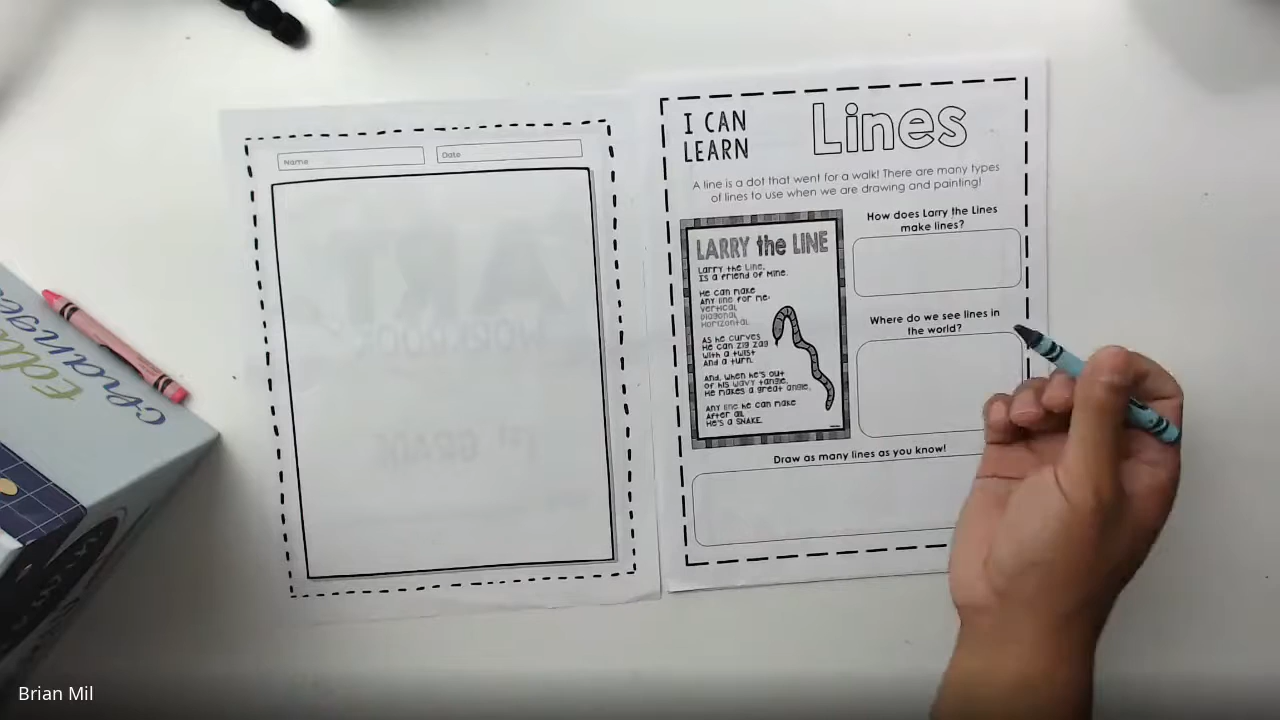 Name
Date
I CAN
LEARN
Lines
A line is a dot that went for a walk! There are many types
of lines to use when we are drawing and painting!
LARRY the LINE
Larry the Line,
Is a friend of mine.
He can make
Any line for me,
Vertical,
Diagonal,
Horizontal.
As he curves
He can zig zag
With a twist
And a turn.
And, when he's out
of his wavy tangle,
He makes a great angle.
Any line he can make
After all,
He's a SNAKE.
How does Larry the Lines
make lines?
Where do we see lines in
the world?
Draw as many lines as you know!
Change
Brian Mil